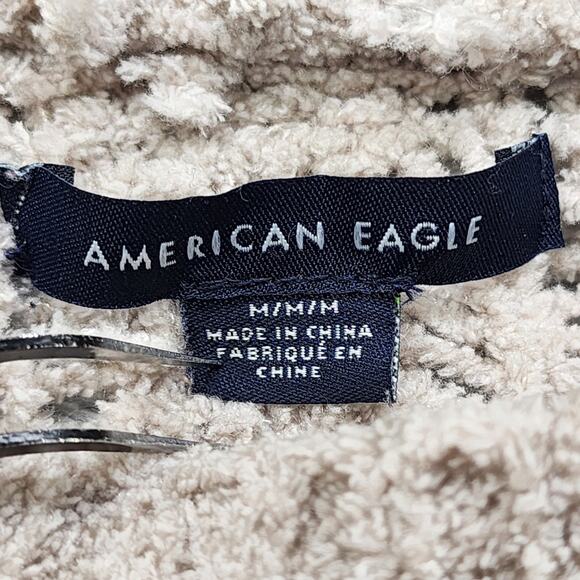 AMERICAN EAGLE
M/M/M
MADE IN CHINA
FABRIQUÉ EN
CHINE